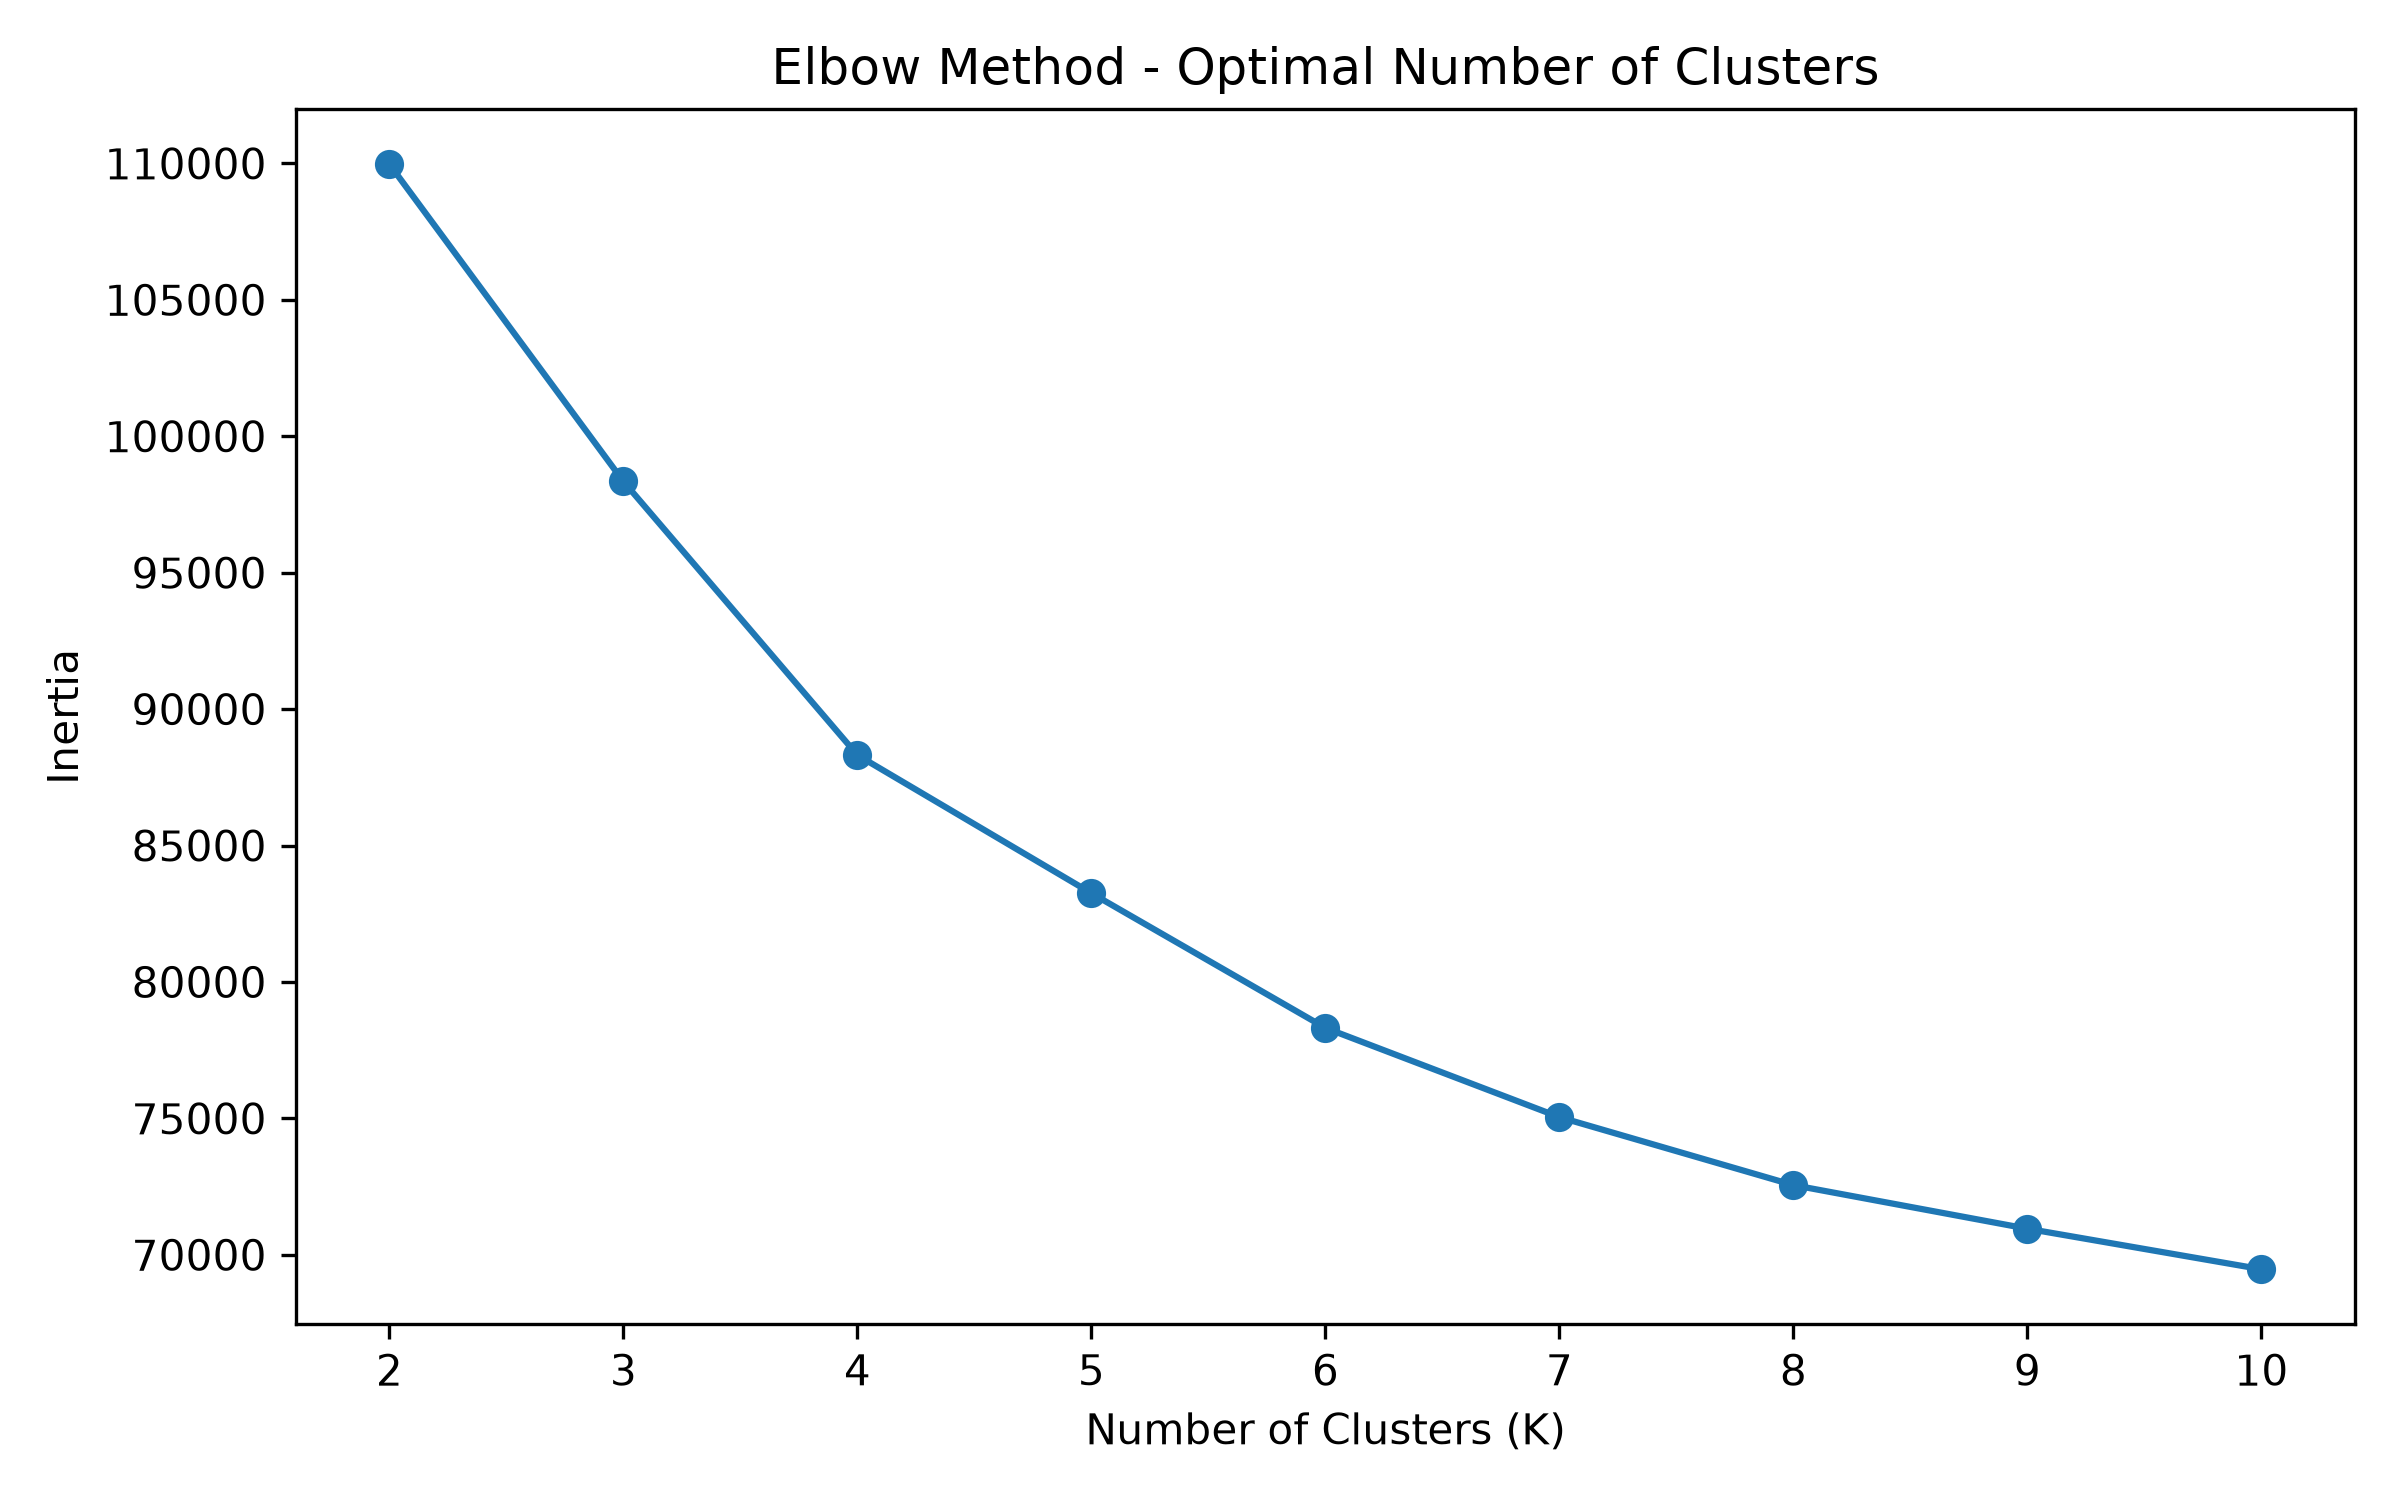 Elbow Method - Optimal Number of Clusters
110000
105000
100000
95000
90000
85000
80000
75000
70000
Inertia
2 3 4 5 6 7 8 9 10
Number of Clusters (K)